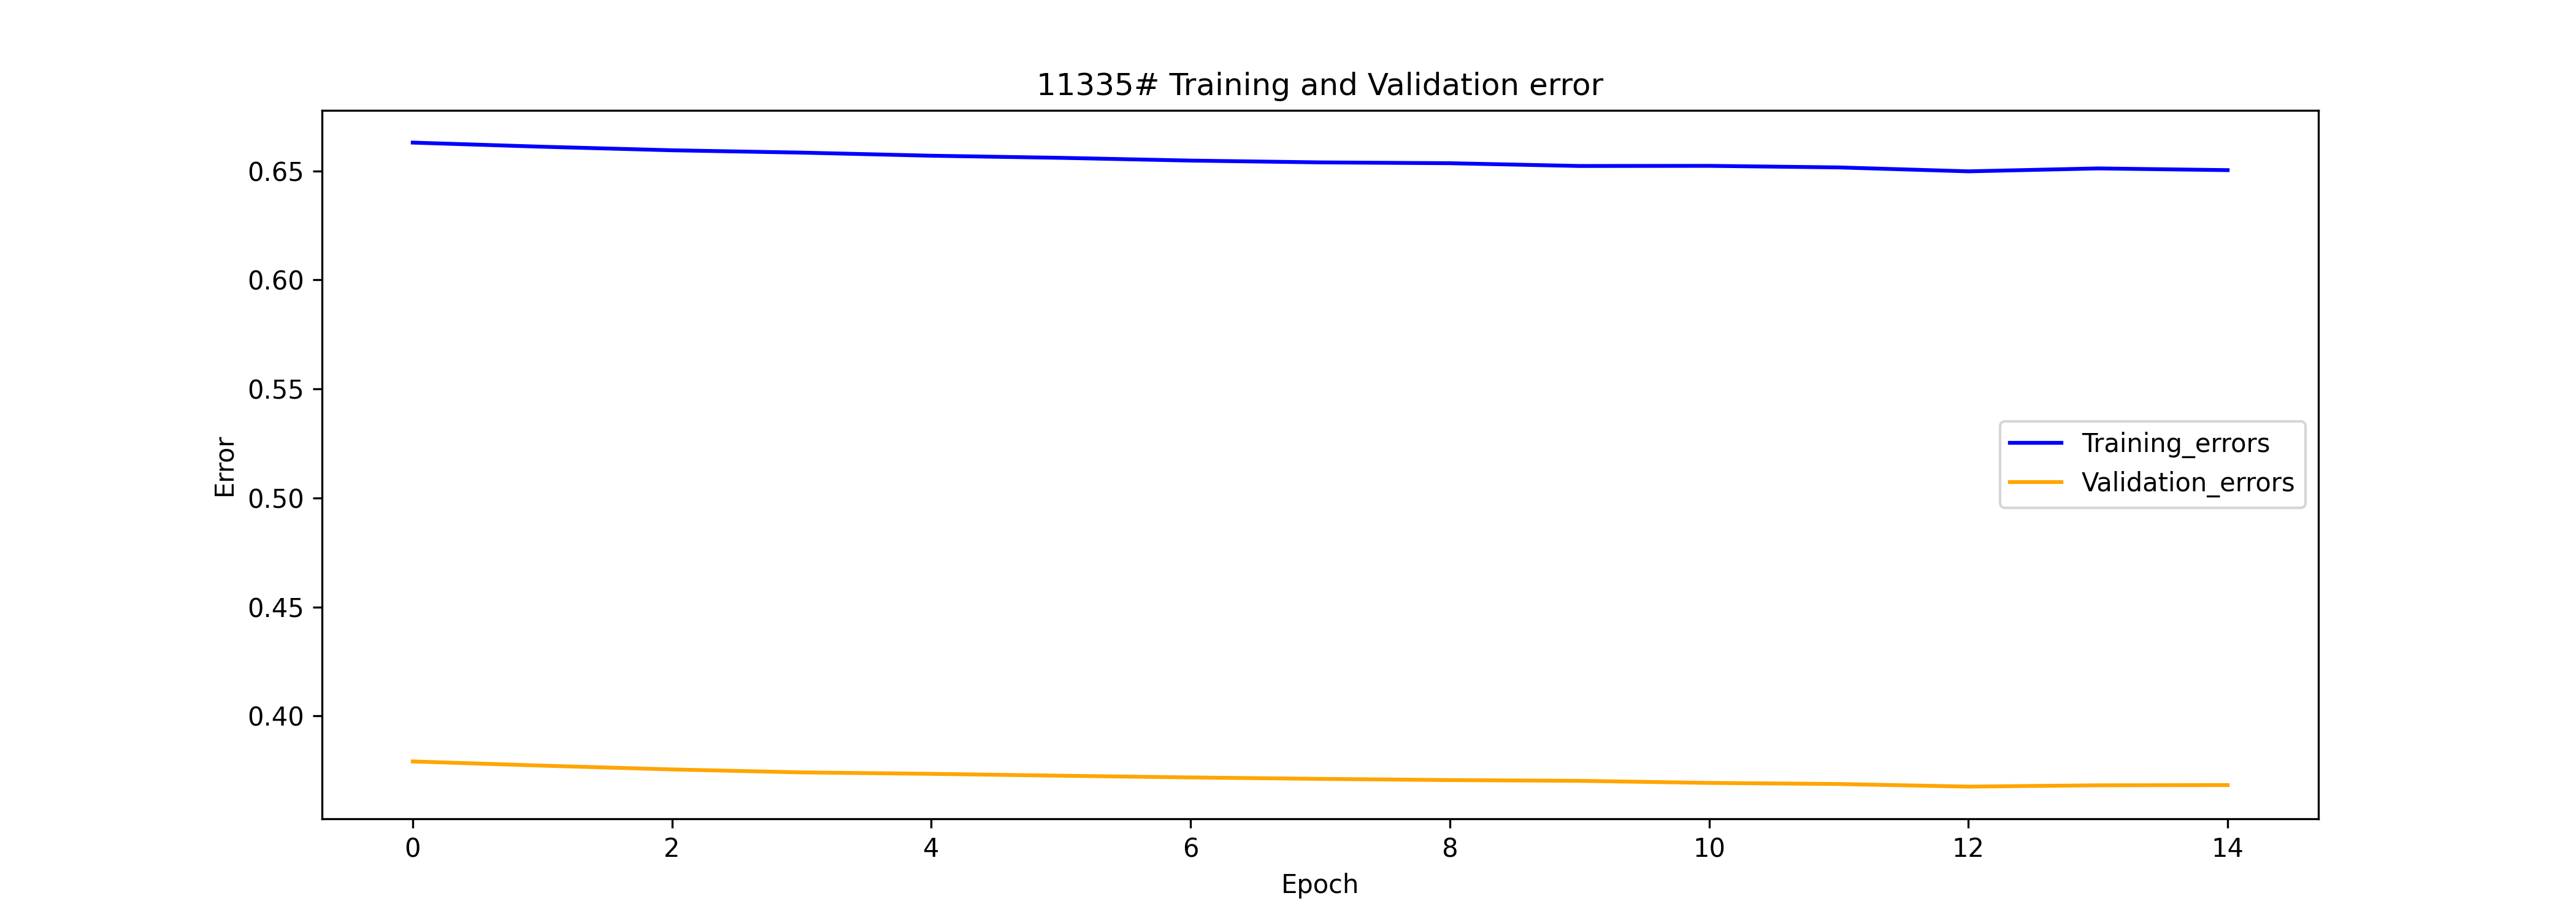 11335# Training and Validation error
0.65
0.60
0.55
0.50
0.45
0.40
Error
Training_errors
Validation_errors
0 2 4 6 8 10 12 14
Epoch